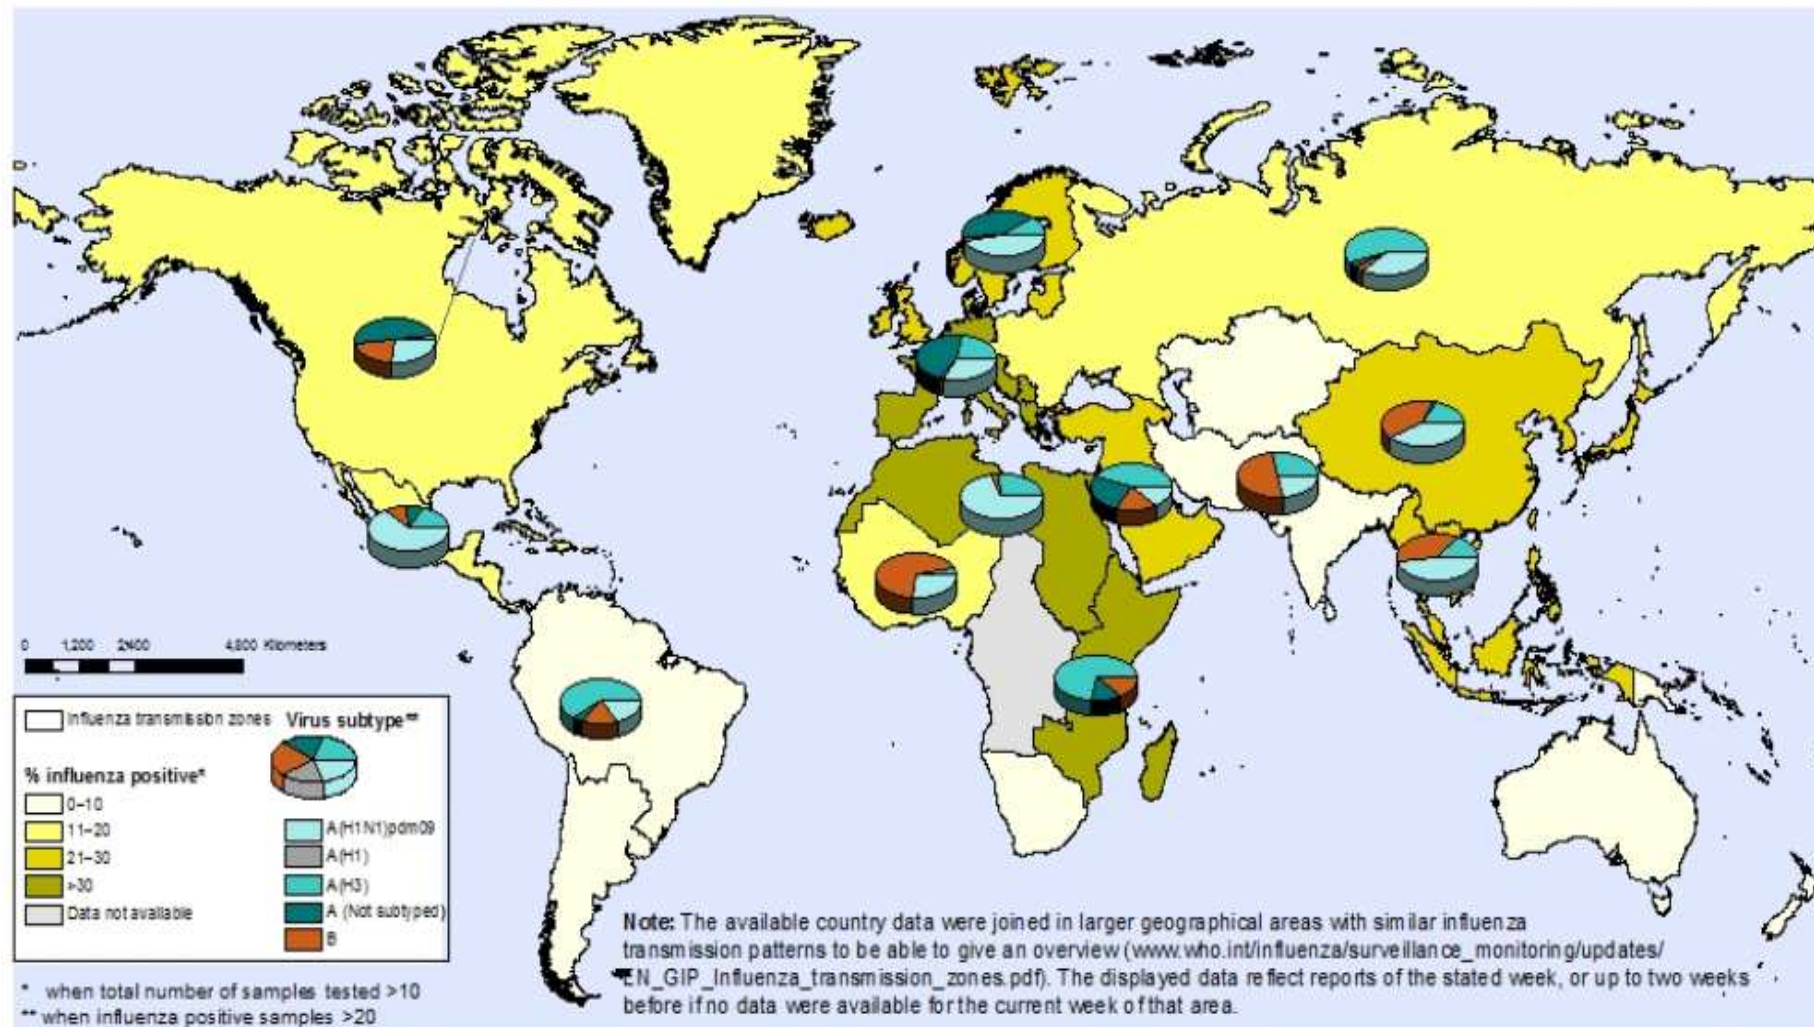 0 1,200 2,400 4,800 Kilometers
Influenza transmission zones
Virus subtype**
% influenza positive*
0–10
11–20
21–30
>30
Data not available
A(H1N1)pdm09
A(H1)
A(H3)
A (Not subtyped)
B
* when total number of samples tested >10
** when influenza positive samples >20
Note: The available country data were joined in larger geographical areas with similar influenza
transmission patterns to be able to give an overview (www.who.int/influenza/surveillance_monitoring/updates/
EN_GIP_Influenza_transmission_zones.pdf). The displayed data reflect reports of the stated week, or up to two weeks
before if no data were available for the current week of that area.